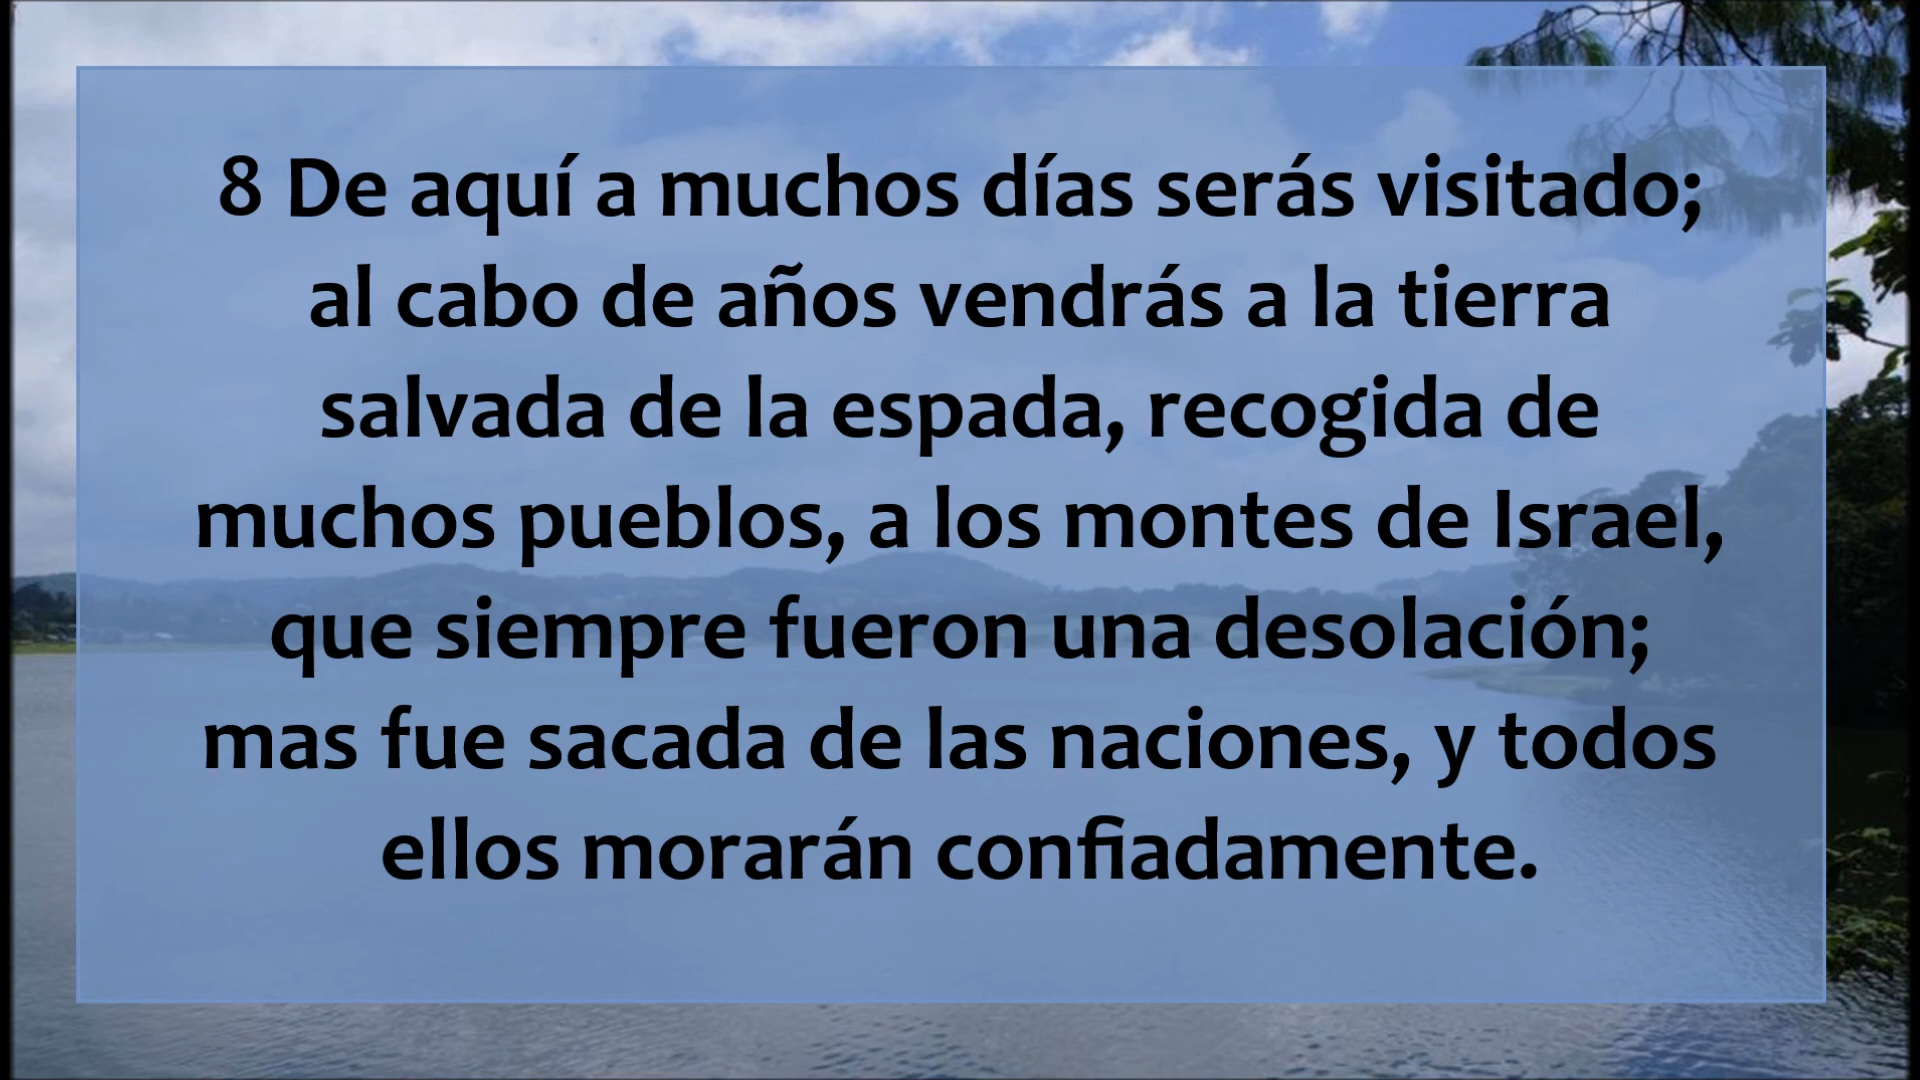 8 De aquí a muchos días serás visitado;
al cabo de años vendrás a la tierra
salvada de la espada, recogida de
muchos pueblos, a los montes de Israel,
que siempre fueron una desolación;
mas fue sacada de las naciones, y todos
ellos morarán confiadamente.